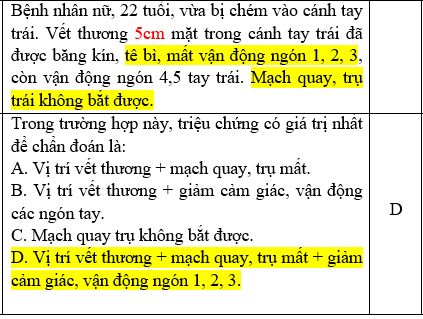 Bệnh nhân nữ, 22 tuổi, vừa bị chém vào cánh tay
trái. Vết thương 5cm mặt trong cánh tay trái đã
được băng kín, tê bì, mất vận động ngón 1, 2, 3,
còn vận động ngón 4,5 tay trái. Mạch quay, trụ
trái không bắt được.
Trong trường hợp này, triệu chứng có giá trị nhất
để chẩn đoán là:
A. Vị trí vết thương + mạch quay, trụ mất.
B. Vị trí vết thương + giảm cảm giác, vận động
các ngón tay.
C. Mạch quay trụ không bắt được.
D. Vị trí vết thương + mạch quay, trụ mất + giảm
cảm giác, vận động ngón 1, 2, 3.
D